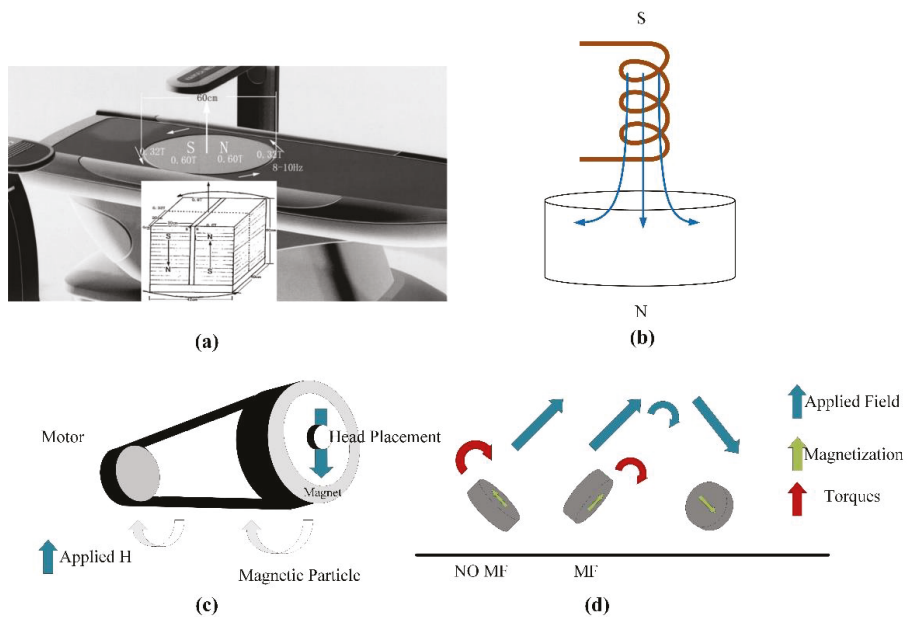 60cm
S N
0.32T 0.60T 0.60T 0.32T
8-10Hz
S N
N S
(a)
S
N
(b)
Motor
Head Placement
Magnet
Applied H
Magnetic Particle
(c)
Applied Field
Magnetization
Torques
NO MF MF
(d)